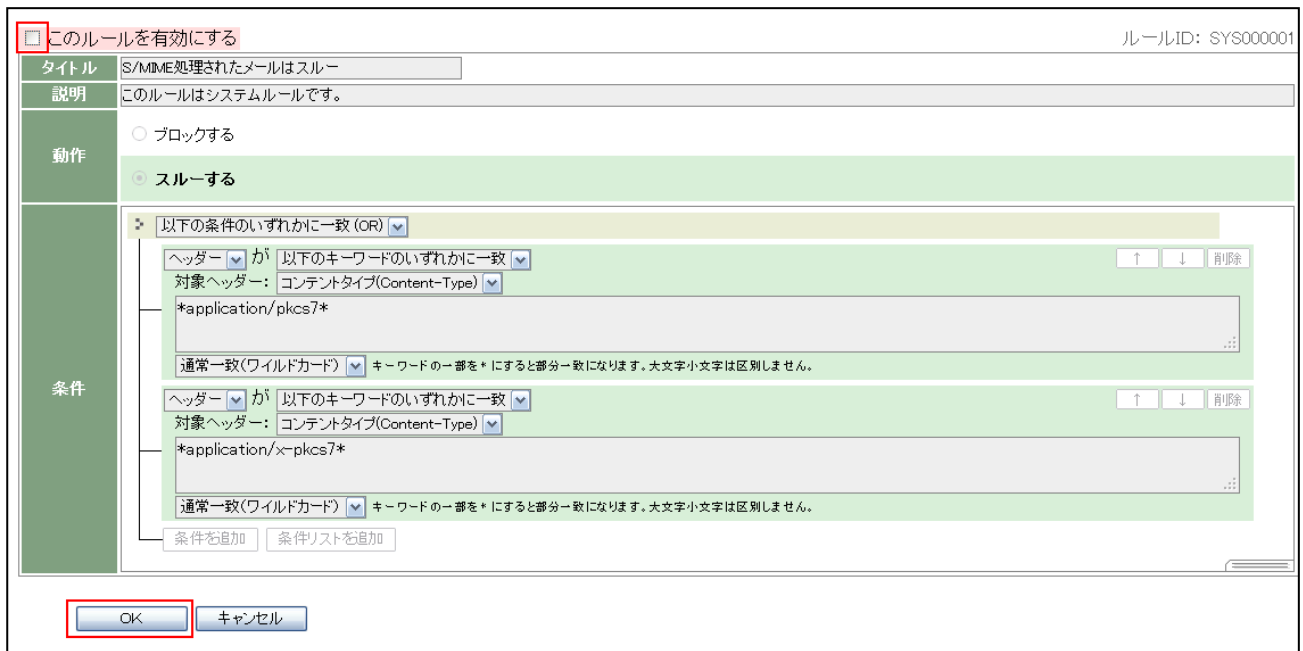 このルールを有効にする ルールID: SYS000001
タイトル S/MIME処理されたメールはスルー
説明 このルールはシステムルールです。
動作
ブロックする
スルーする
条件
以下の条件のいずれかに一致(OR)
ヘッダー が 以下のキーワードのいずれかに一致 ↑ ↓ 削除
対象ヘッダー: コンテントタイプ(Content-Type)
*application/pkcs7*
通常一致(ワイルドカード) キーワードの一部を*にすると部分一致になります。大文字小文字は区別しません。
ヘッダー が 以下のキーワードのいずれかに一致 ↑ ↓ 削除
対象ヘッダー: コンテントタイプ(Content-Type)
*application/x-pkcs7*
通常一致(ワイルドカード) キーワードの一部を*にすると部分一致になります。大文字小文字は区別しません。
条件を追加 条件リストを追加
OK キャンセル